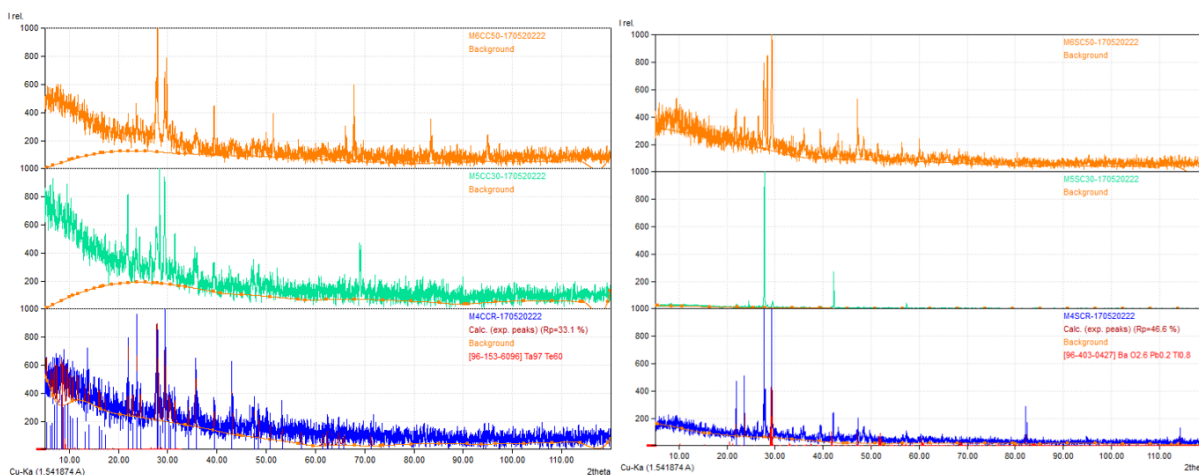 I rel.
1000
M6CC50-170520222
Background
800
600
400
200
1000
M5CC30-170520222
Background
800
600
400
200
1000
M4CCR-170520222
Calc. (exp. peaks) (Rp=33.1 %)
Background
[96-153-6096] Ta97 Te60
800
600
400
200
10.00 20.00 30.00 40.00 50.00 60.00 70.00 80.00 90.00 100.00 110.00
Cu-Ka (1.541874 A) 2theta
I rel.
1000
M6SC50-170520222
Background
800
600
400
200
1000
M5SC30-170520222
Background
800
600
400
200
1000
M4SCR-170520222
Calc. (exp. peaks) (Rp=46.6 %)
Background
[96-403-0427] Ba O2.6 Pb0.2 Tl0.8
800
600
400
200
10.00 20.00 30.00 40.00 50.00 60.00 70.00 80.00 90.00 100.00 110.00
Cu-Ka (1.541874 A) 2theta